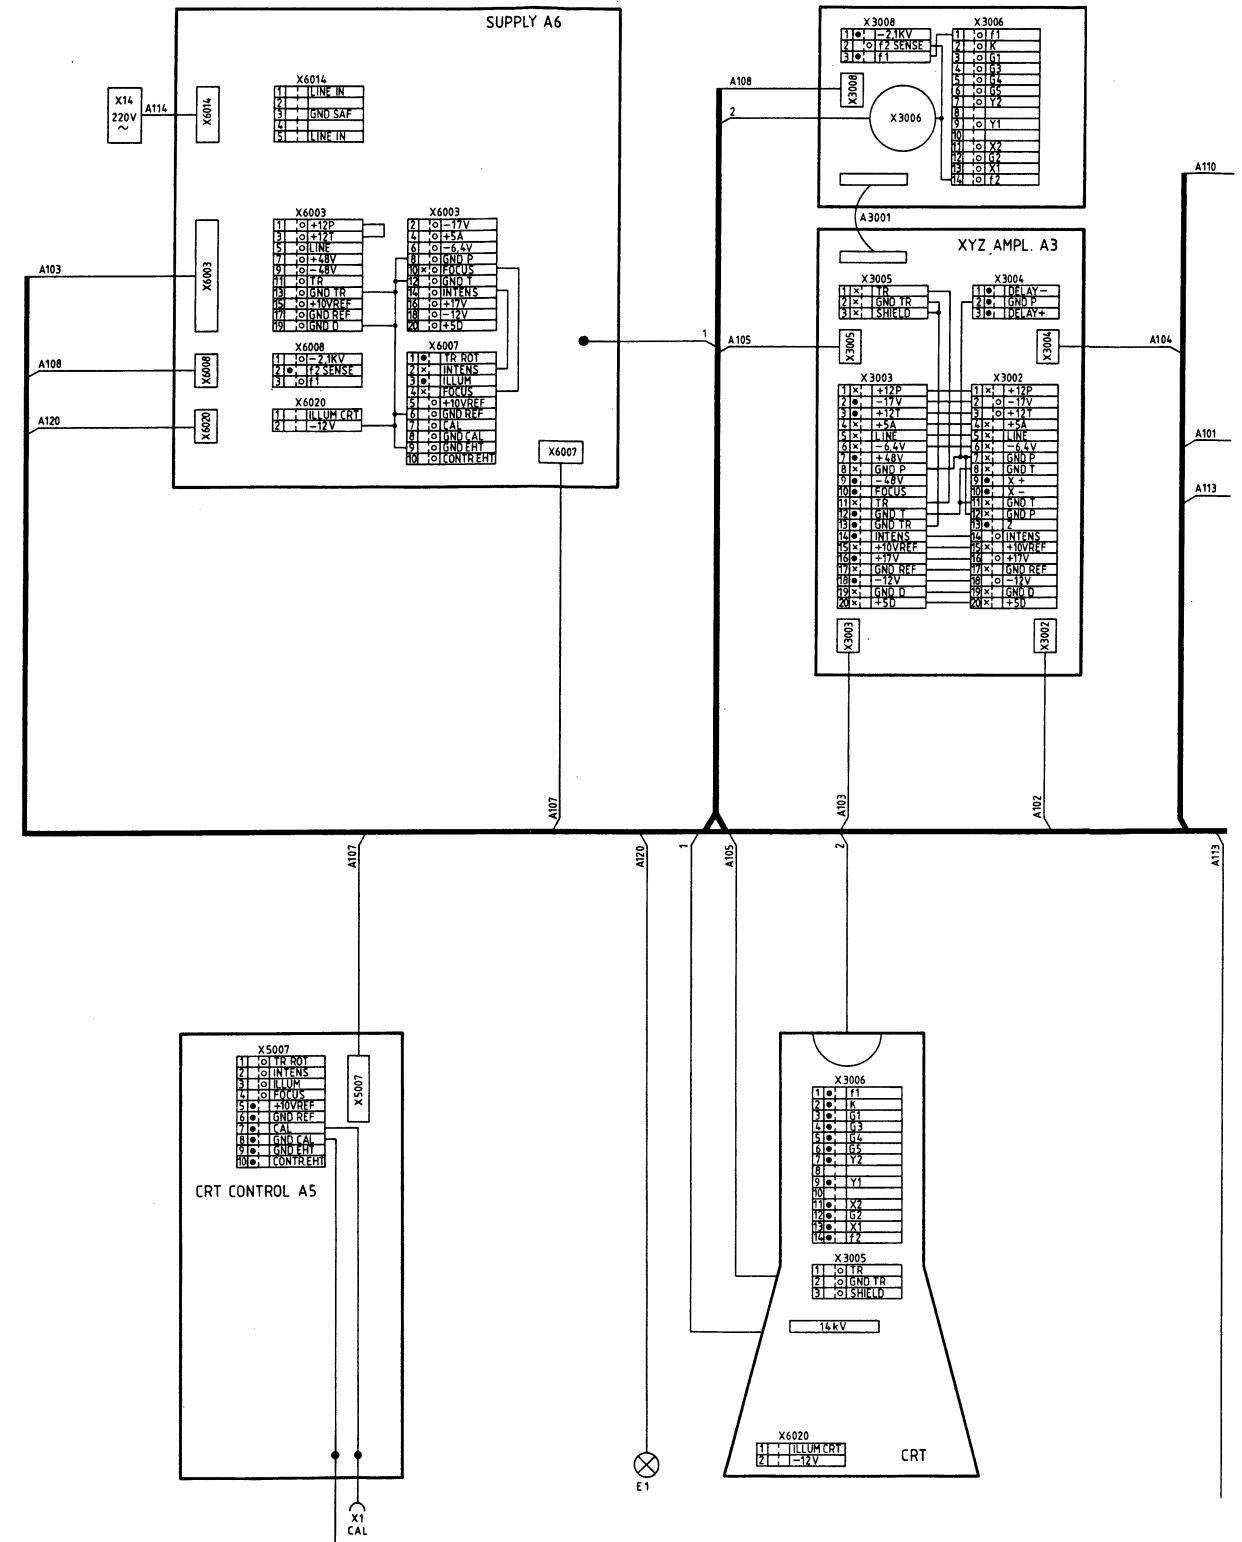 SUPPLY A6
X14
220V
~
A114
X6014
X6014
1 LINE IN
2
3 GND SAF
4
5 LINE IN
A103
X6003
X6003
1 +12P
3 +12T
5 LINE
7 +48V
9 -48V
11 TR
13 GND TR
15 +10VREF
17 GND REF
19 GND D
X6003
2 -17V
4 +5A
6 -6,4V
8 GND P
10 x FOCUS
12 GND T
14 INTENS
16 +17V
18 -12V
20 +5D
A108
X6008
X6008
1 -2,1KV
2 f2 SENSE
3 f1
A120
X6020
X6020
1 ILLUM CRT
2 -12V
X6007
1 TR ROT
2 x INTENS
3 ILLUM
4 x FOCUS
5 +10VREF
6 GND REF
7 CAL
8 GND CAL
9 GND EHT
10 CONTR.EHT
X6007
A107
1
A108
2
X3008
1 -2,1KV
2 f2 SENSE
3 f1
X3008
X3006
X3006
1 f1
2 K
3 G1
4 G3
5 G4
6 G5
7 Y2
8
9 Y1
10
11 X2
12 G2
13 X1
14 f2
A3001
XYZ AMPL. A3
X3005
1 x TR
2 x GND TR
3 x SHIELD
X3004
1 DELAY-
2 GND P
3 DELAY+
A105
X3005
X3004
A104
X3003
1 x +12P
2 -17V
3 +12T
4 x +5A
5 x LINE
6 x -6,4V
7 +48V
8 x GND P
9 -48V
10 FOCUS
11 x TR
12 GND T
13 GND TR
14 INTENS
15 x +10VREF
16 +17V
17 x GND REF
18 -12V
19 x GND D
20 x +5D
X3002
1 x +12P
2 -17V
3 +12T
4 x +5A
5 x LINE
6 x -6,4V
7 x GND P
8 x GND T
9 X +
10 X -
11 x GND T
12 x GND P
13 Z
14 INTENS
15 x +10VREF
16 +17V
17 x GND REF
18 -12V
19 x GND D
20 x +5D
X3003
X3002
A103
A102
A110
A101
A113
A107
A120
1
A105
2
A113
X5007
1 TR ROT
2 INTENS
3 ILLUM
4 FOCUS
5 +10VREF
6 GND REF
7 CAL
8 GND CAL
9 GND EHT
10 CONTR.EHT
X5007
CRT CONTROL A5
X1
CAL
E1
X3006
1 f1
2 K
3 G1
4 G3
5 G4
6 G5
7 Y2
8
9 Y1
10
11 X2
12 G2
13 X1
14 f2
X3005
1 TR
2 GND TR
3 SHIELD
14kV
X6020
1 ILLUM CRT
2 -12V
CRT